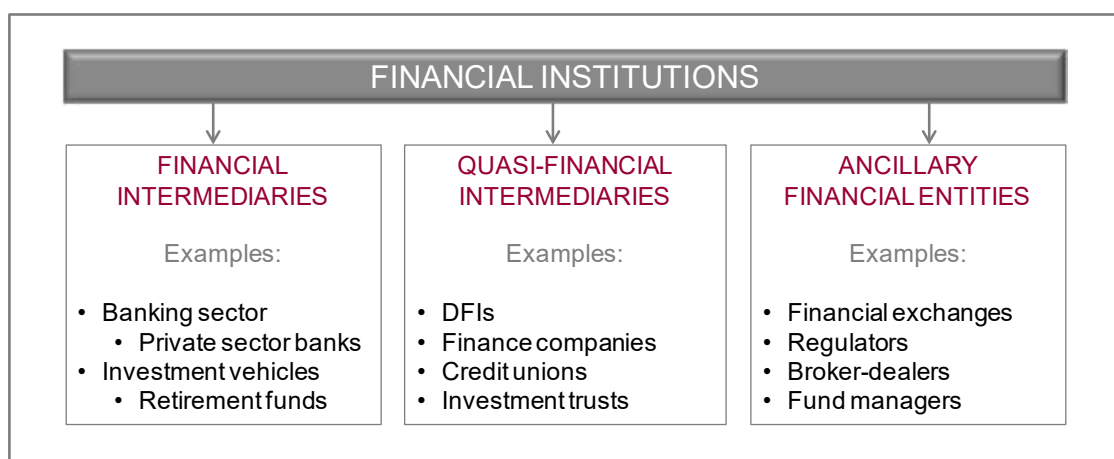 FINANCIAL INSTITUTIONS
FINANCIAL
INTERMEDIARIES
Examples:
• Banking sector
• Private sector banks
• Investment vehicles
• Retirement funds
QUASI-FINANCIAL
INTERMEDIARIES
Examples:
• DFIs
• Finance companies
• Credit unions
• Investment trusts
ANCILLARY
FINANCIAL ENTITIES
Examples:
• Financial exchanges
• Regulators
• Broker-dealers
• Fund managers